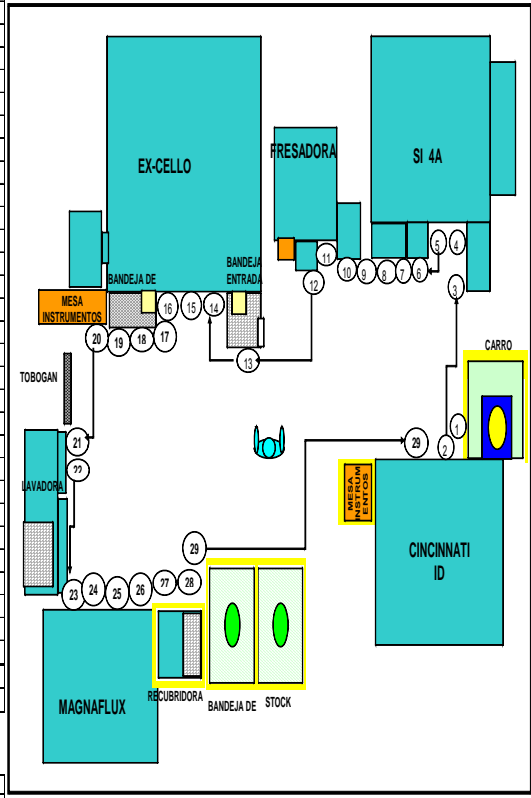 EX-CELLO
FRESADORA
SI 4A
5
4
11
10
9
8
7
6
BANDEJA
ENTRADA
BANDEJA DE
12
3
MESA
INSTRUMENTOS
16
15
14
20
19
18
17
13
CARRO
TOBOGAN
21
22
29
2
1
LAVADORA
MESA
INSTRUM
ENTOS
CINCINNATI
ID
29
23
24
25
26
27
28
MAGNAFLUX
RECUBRIDORA
BANDEJA DE
STOCK